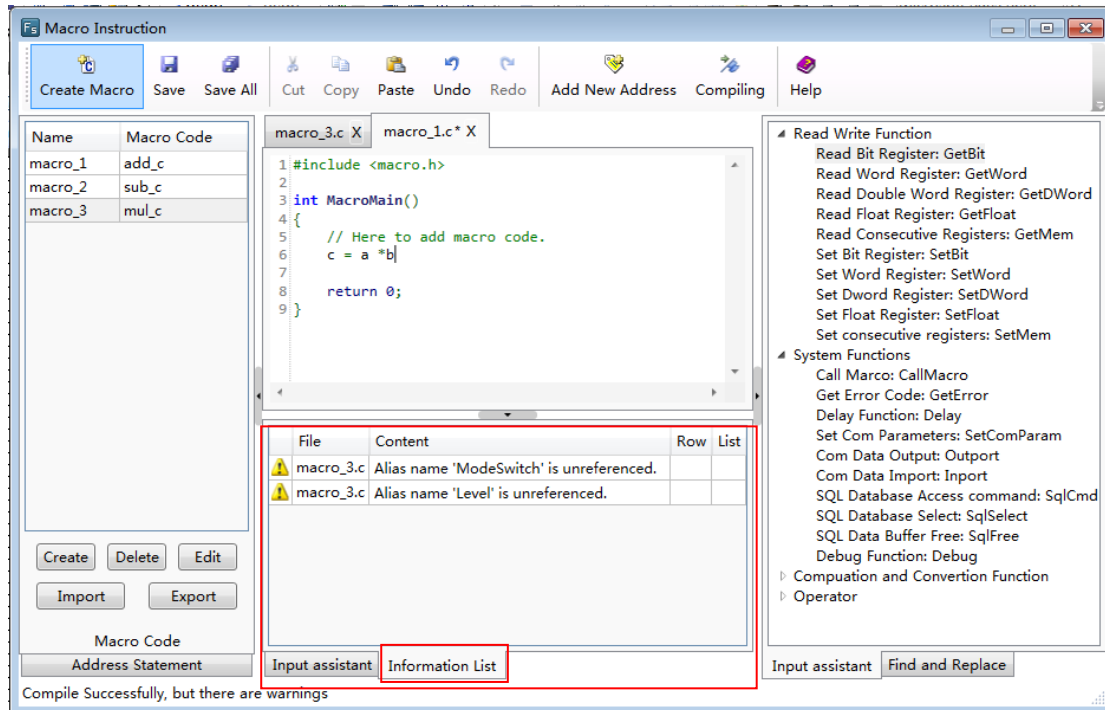 Fs Macro Instruction
Create Macro Save Save All Cut Copy Paste Undo Redo Add New Address Compiling Help
Name Macro Code
macro_1 add_c
macro_2 sub_c
macro_3 mul_c
Create Delete Edit
Import Export
Macro Code
Address Statement
macro_3.c X macro_1.c* X
1 #include <macro.h>
2
3 int MacroMain()
4 {
5 // Here to add macro code.
6 c = a *b
7
8 return 0;
9 }
File Content Row List
macro_3.c Alias name 'ModeSwitch' is unreferenced.
macro_3.c Alias name 'Level' is unreferenced.
Input assistant Information List
Read Write Function
Read Bit Register: GetBit
Read Word Register: GetWord
Read Double Word Register: GetDWord
Read Float Register: GetFloat
Read Consecutive Registers: GetMem
Set Bit Register: SetBit
Set Word Register: SetWord
Set Dword Register: SetDWord
Set Float Register: SetFloat
Set consecutive registers: SetMem
System Functions
Call Marco: CallMacro
Get Error Code: GetError
Delay Function: Delay
Set Com Parameters: SetComParam
Com Data Output: Outport
Com Data Import: Inport
SQL Database Access command: SqlCmd
SQL Database Select: SqlSelect
SQL Data Buffer Free: SqlFree
Debug Function: Debug
Compuation and Convertion Function
Operator
Input assistant Find and Replace
Compile Successfully, but there are warnings